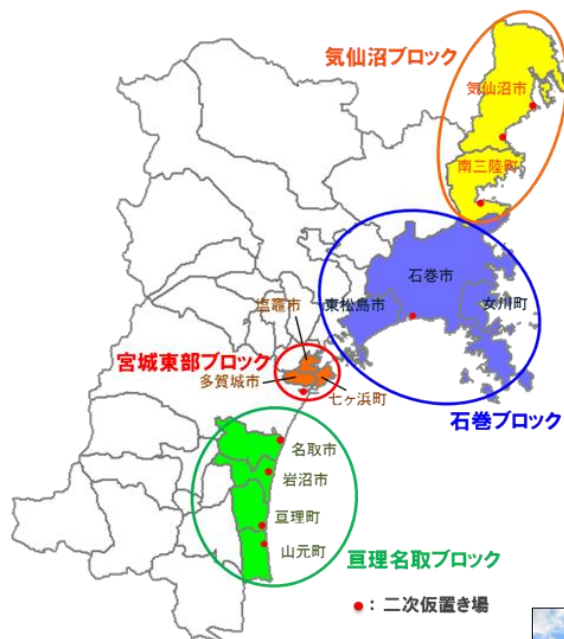 気仙沼ブロック
気仙沼市
南三陸町
石巻市
東松島市
女川町
塩竈市
宮城東部ブロック
多賀城市
七ヶ浜町
石巻ブロック
名取市
岩沼市
亘理町
山元町
亘理名取ブロック
●：二次仮置き場